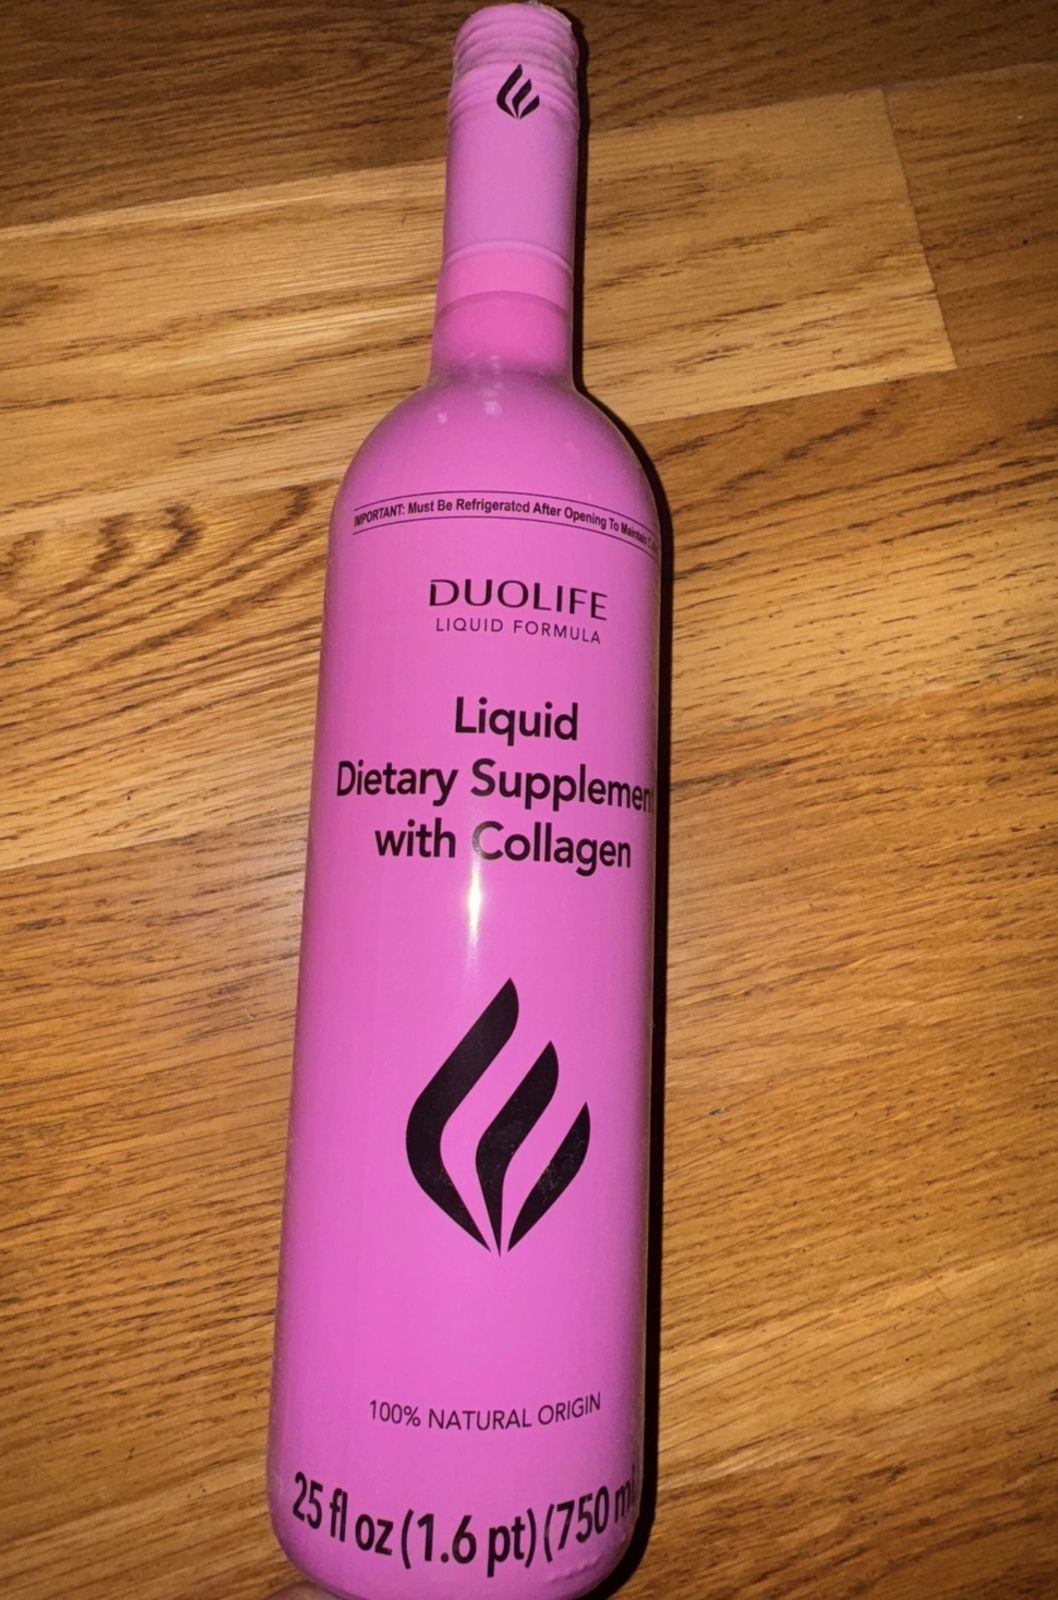 IMPORTANT: Must Be Refrigerated After Opening To Maintain
DUOLIFE
LIQUID FORMULA
Liquid
Dietary Supplement
with Collagen
100% NATURAL ORIGIN
25 fl oz (1.6 pt) (750 mL